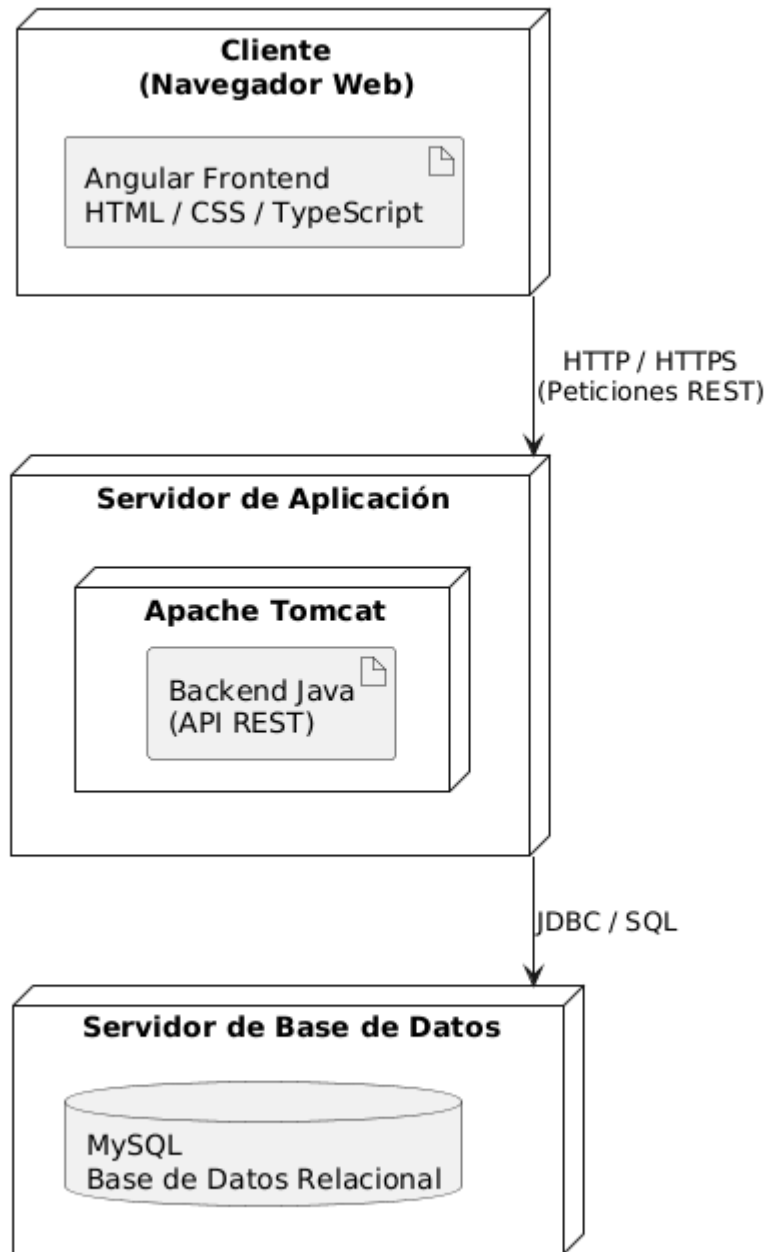 Cliente
(Navegador Web)
Angular Frontend
HTML / CSS / TypeScript
HTTP / HTTPS
(Peticiones REST)
Servidor de Aplicación
Apache Tomcat
Backend Java
(API REST)
JDBC / SQL
Servidor de Base de Datos
MySQL
Base de Datos Relacional